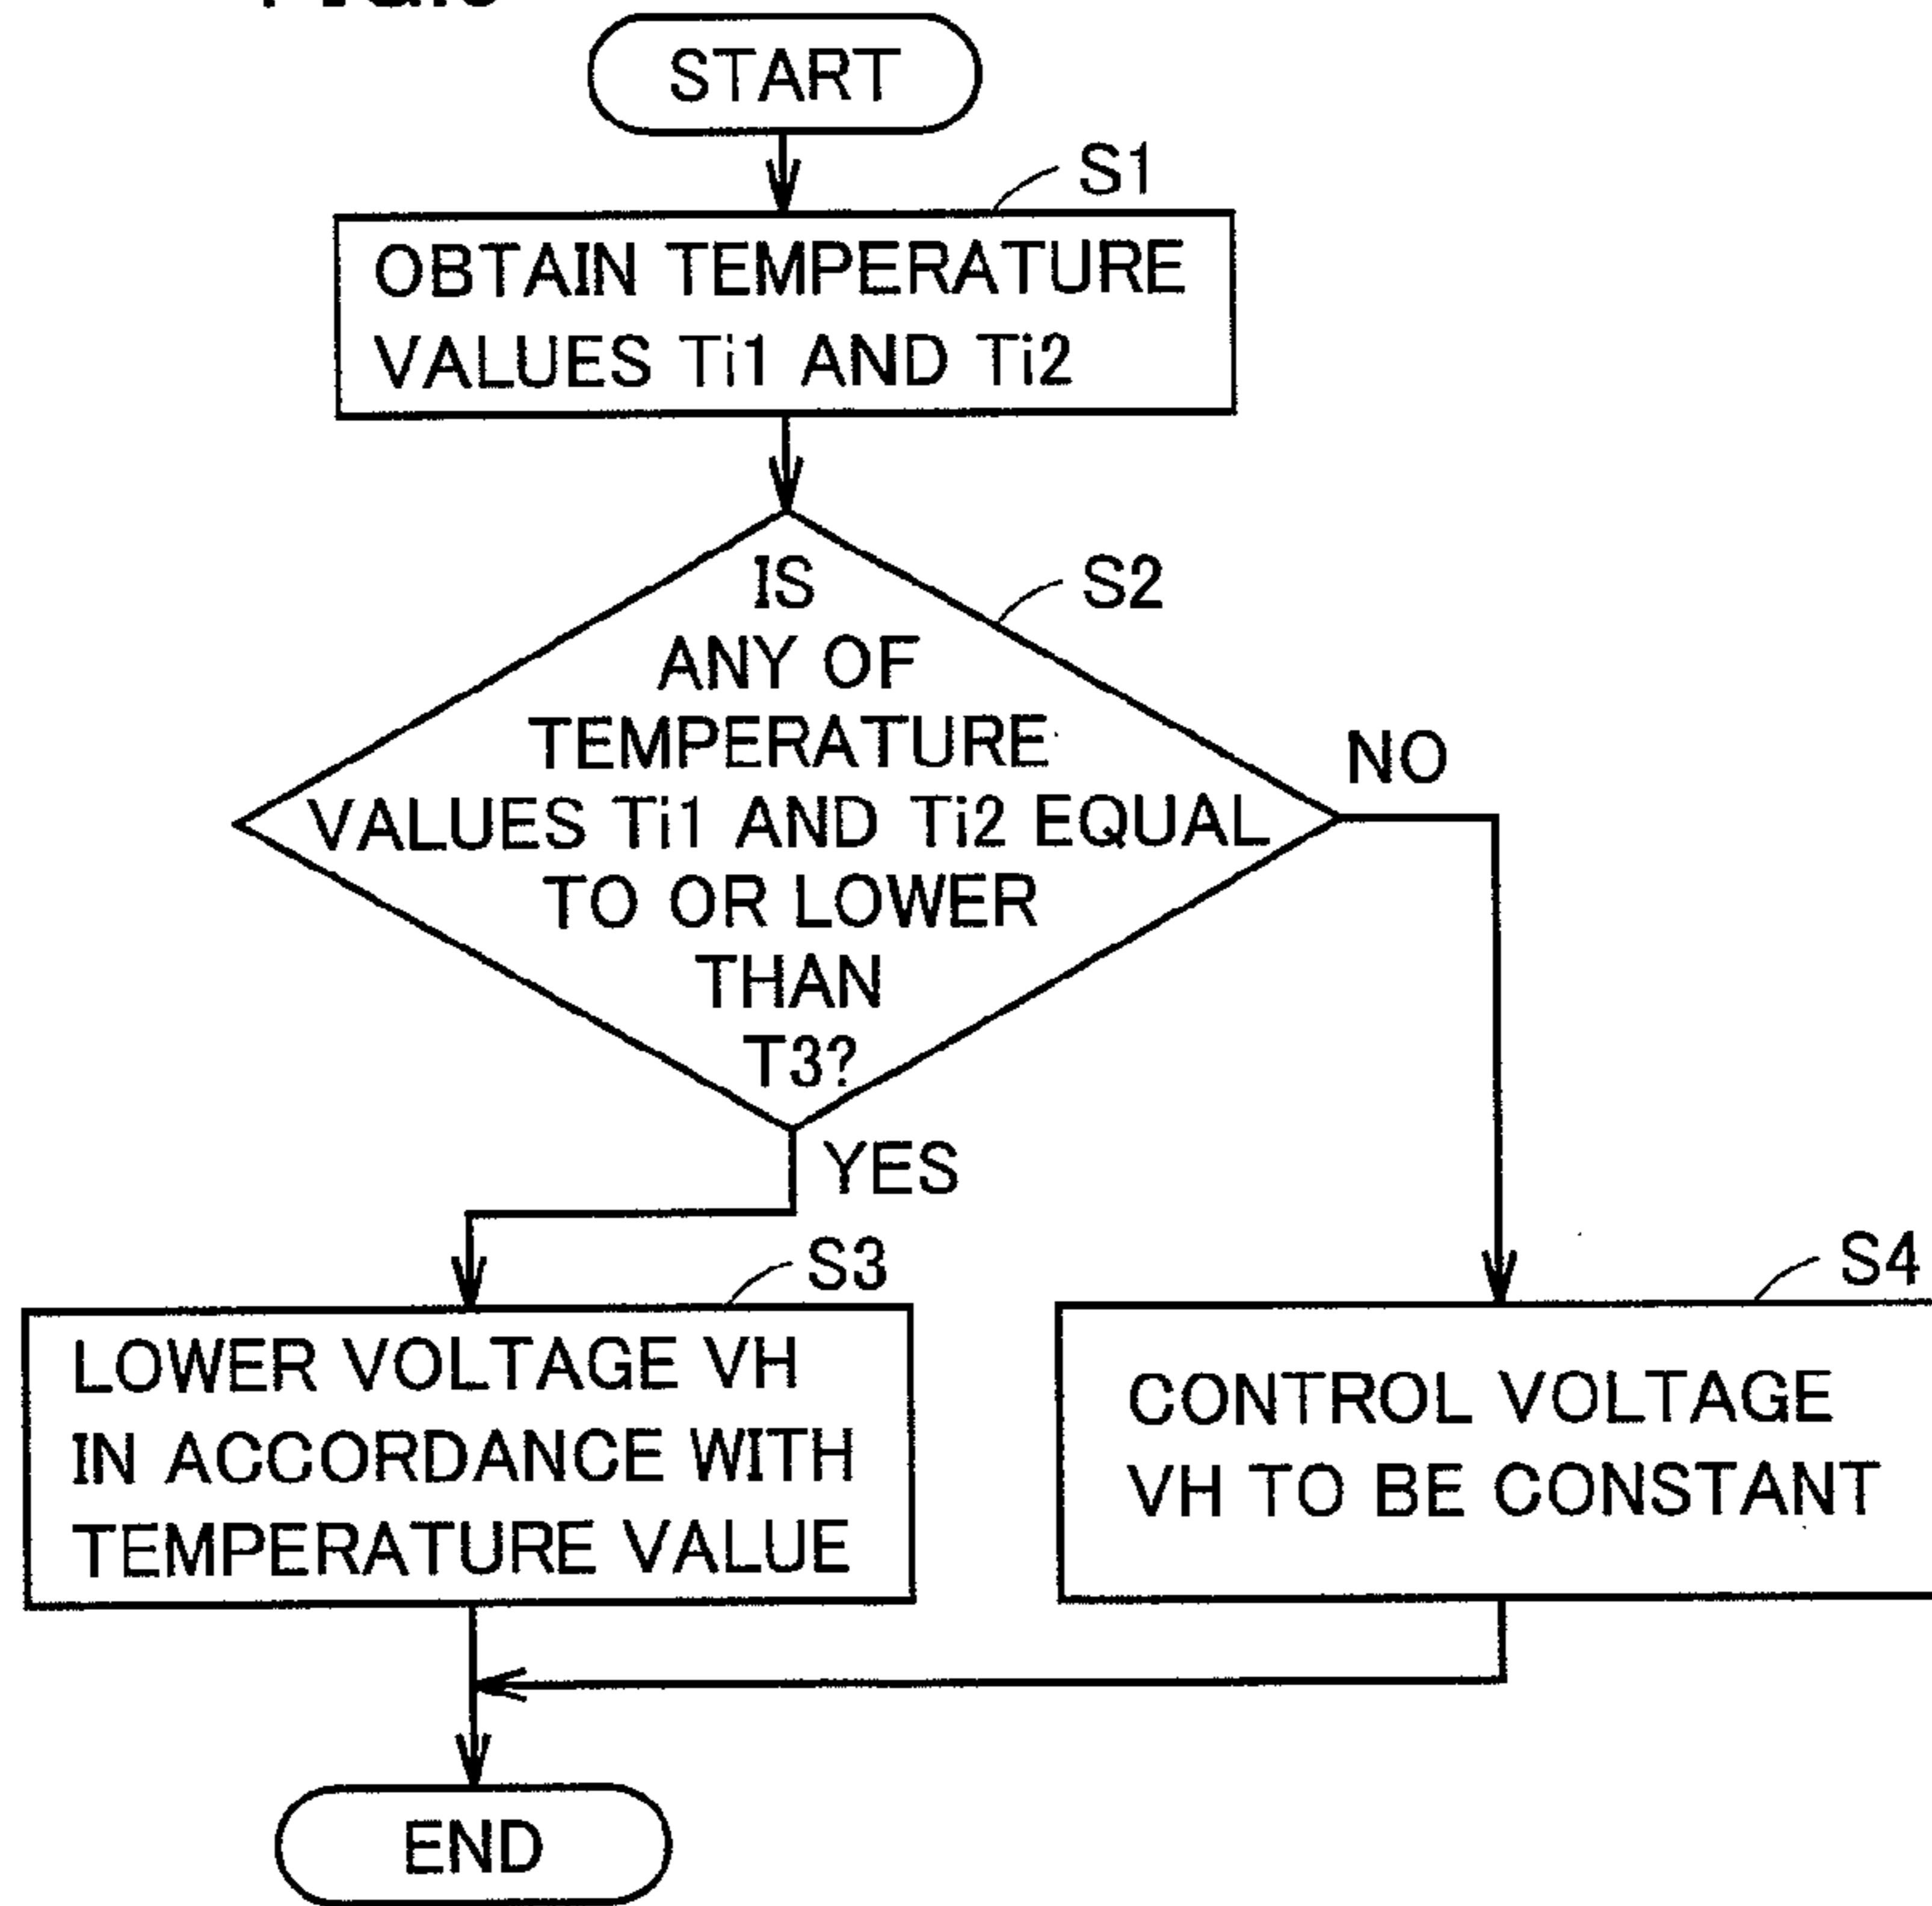 START
S1
OBTAIN TEMPERATURE
VALUES Ti1 AND Ti2
S2
IS
ANY OF
TEMPERATURE
VALUES Ti1 AND Ti2 EQUAL
TO OR LOWER
THAN
T3?
NO
YES
S3
LOWER VOLTAGE VH
IN ACCORDANCE WITH
TEMPERATURE VALUE
S4
CONTROL VOLTAGE
VH TO BE CONSTANT
END